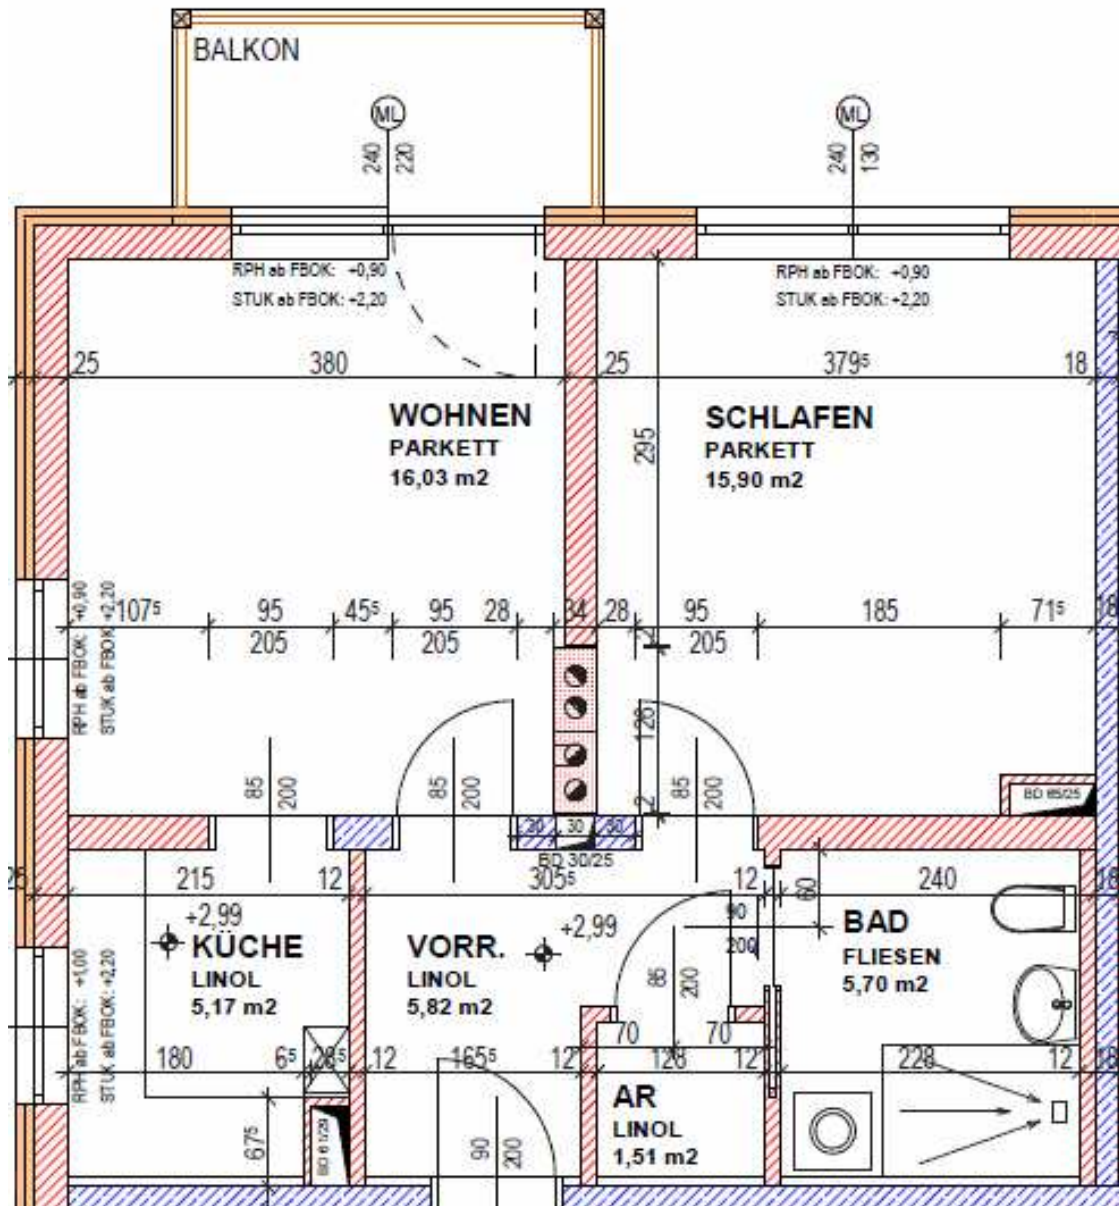 BALKON
ML
ML
240
220
240
130
RPH ab FBOK: +0,90
STUK ab FBOK: +2,20
RPH ab FBOK: +0,90
STUK ab FBOK: +2,20
25
380
25
379⁵
18
WOHNEN
PARKETT
16,03 m2
SCHLAFEN
PARKETT
15,90 m2
295
RPH ab FBOK: +0,90
STUK ab FBOK: +2,20
107⁵
95
45⁵
95
28
34
28
95
185
71⁵
18
205
205
205
2
126
2
85
200
85
200
85
200
BD 65/25
30
30
30
BD 30/25
25
215
12
305⁵
12
60
240
18
+2,99
+2,99
90
200
KÜCHE
LINOL
5,17 m2
VORR.
LINOL
5,82 m2
BAD
FLIESEN
5,70 m2
85
200
RPH ab FBOK: +1,00
STUK ab FBOK: +2,20
70
70
180
6⁵
28⁵
12
165⁵
12
128
12
228
12
18
AR
LINOL
1,51 m2
67⁵
90
200